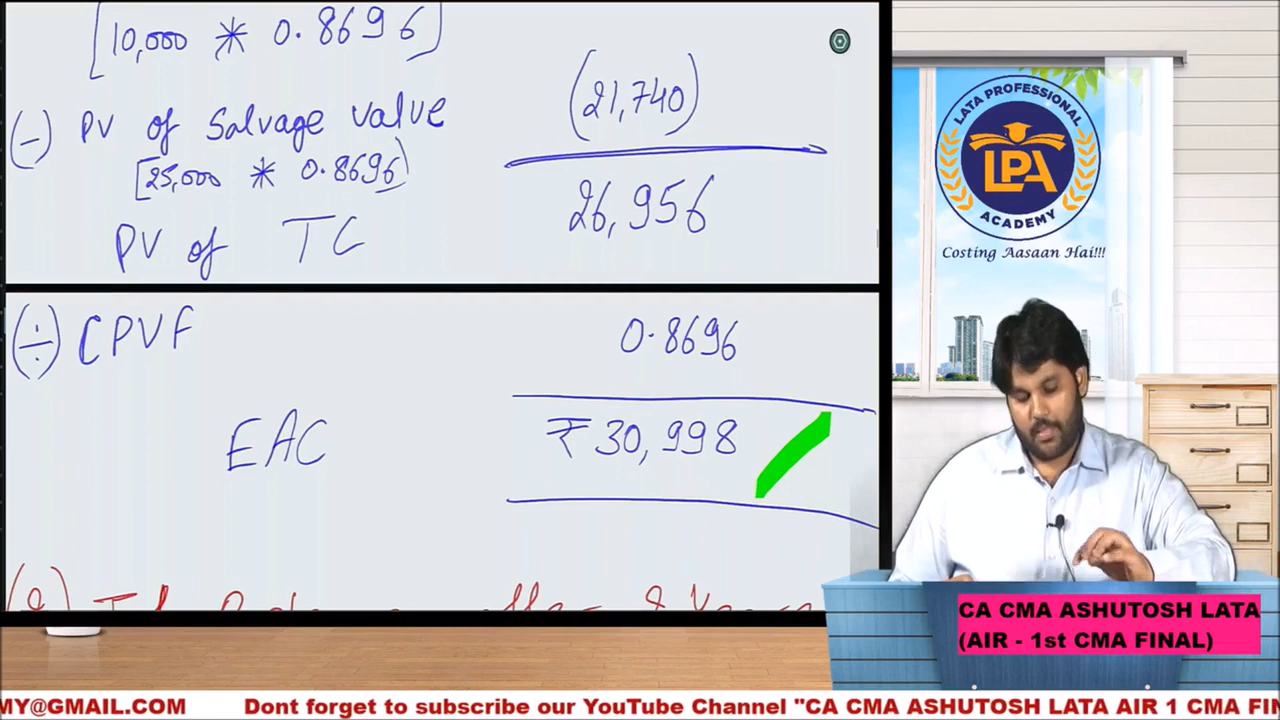 [10,000 * 0.8696]
(-) PV of Salvage value (21,740)
[25,000 * 0.8696)
PV of TC 26,956
(÷) CPVF 0.8696
EAC ₹ 30,998
LATA PROFESSIONAL
LPA
ACADEMY
Costing Aasaan Hai!!!
CA CMA ASHUTOSH LATA
(AIR - 1st CMA FINAL)
MY@GMAIL.COM Dont forget to subscribe our YouTube Channel "CA CMA ASHUTOSH LATA AIR 1 CMA FI